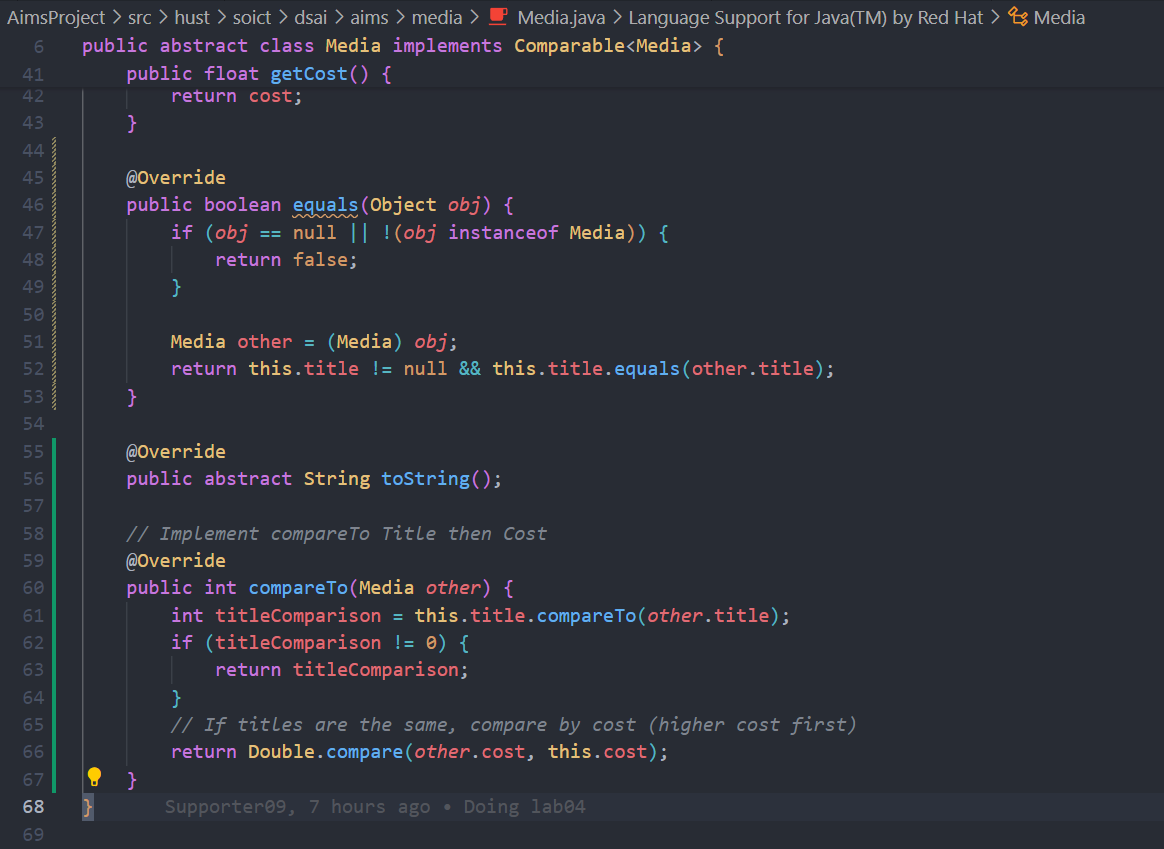 AimsProject > src > hust > soict > dsai > aims > media > Media.java > Language Support for Java(TM) by Red Hat > Media
6 public abstract class Media implements Comparable<Media> {
41     public float getCost() {
42         return cost;
43     }
44
45     @Override
46     public boolean equals(Object obj) {
47         if (obj == null || !(obj instanceof Media)) {
48             return false;
49         }
50
51         Media other = (Media) obj;
52         return this.title != null && this.title.equals(other.title);
53     }
54
55     @Override
56     public abstract String toString();
57
58     // Implement compareTo Title then Cost
59     @Override
60     public int compareTo(Media other) {
61         int titleComparison = this.title.compareTo(other.title);
62         if (titleComparison != 0) {
63             return titleComparison;
64         }
65         // If titles are the same, compare by cost (higher cost first)
66         return Double.compare(other.cost, this.cost);
67     }
68 }     Supporter09, 7 hours ago • Doing lab04
69